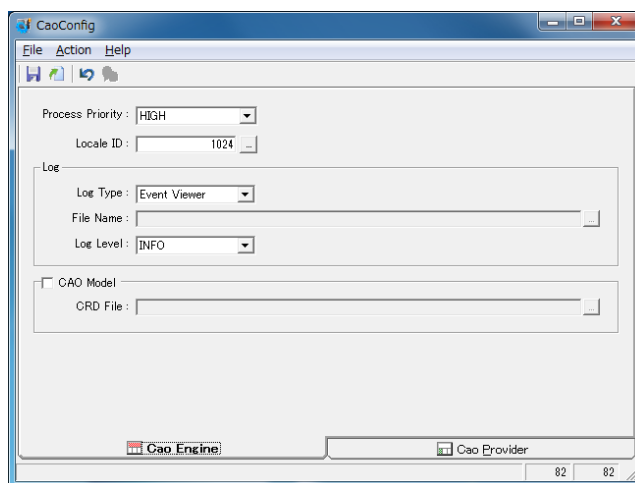 CaoConfig
File Action Help
Process Priority : HIGH
Locale ID : 1024 ...
Log
Log Type : Event Viewer
File Name : ...
Log Level : INFO
CAO Model
CRD File : ...
Cao Engine Cao Provider
82 82